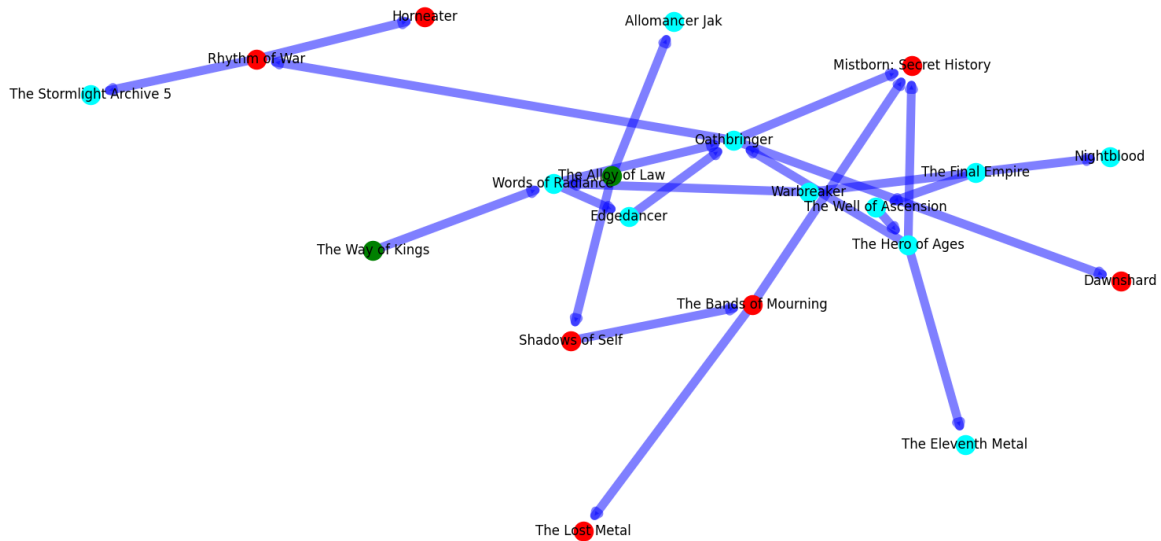 Horneater
Allomancer Jak
Rhythm of War
Mistborn: Secret History
The Stormlight Archive 5
Oathbringer
Nightblood
The Final Empire
The Alloy of Law
Words of Radiance
Warbreaker
The Well of Ascension
Edgedancer
The Hero of Ages
The Way of Kings
Dawnshard
The Bands of Mourning
Shadows of Self
The Eleventh Metal
The Lost Metal